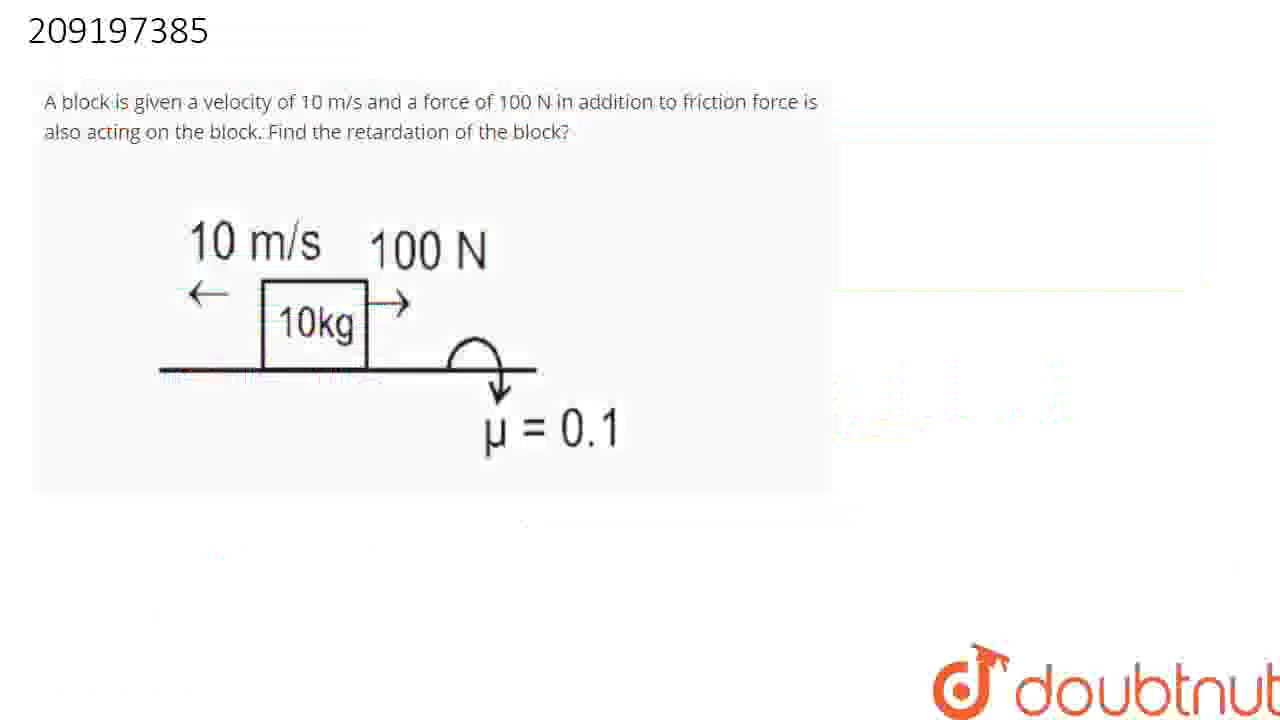 209197385
A block is given a velocity of 10 m/s and a force of 100 N in addition to friction force is
also acting on the block. Find the retardation of the block?
10 m/s 100 N
10kg
μ = 0.1
doubtnut